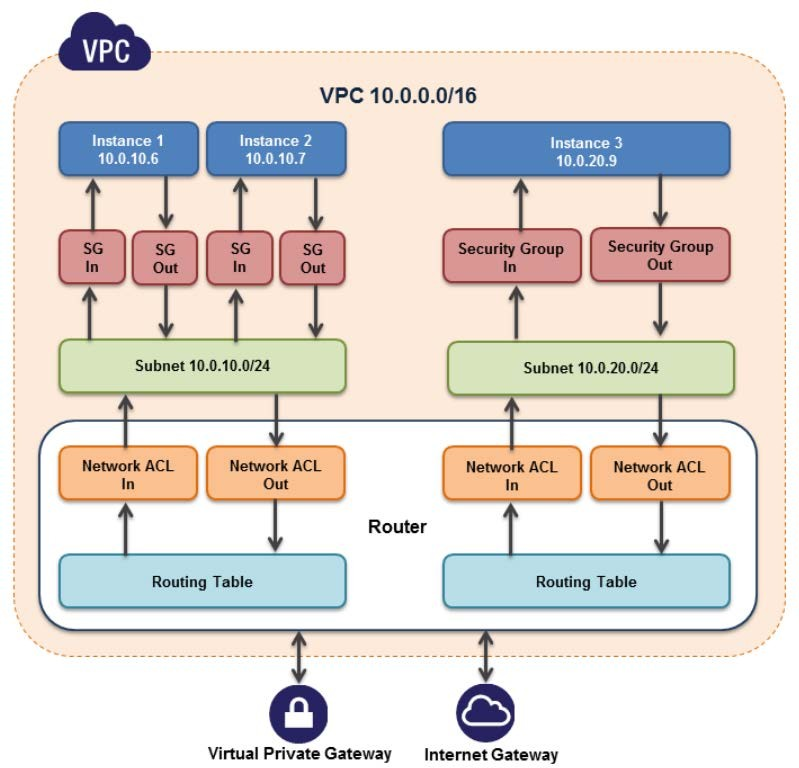 VPC
VPC 10.0.0.0/16
Instance 1
10.0.10.6
Instance 2
10.0.10.7
Instance 3
10.0.20.9
SG
In
SG
Out
SG
In
SG
Out
Security Group
In
Security Group
Out
Subnet 10.0.10.0/24
Subnet 10.0.20.0/24
Network ACL
In
Network ACL
Out
Network ACL
In
Network ACL
Out
Router
Routing Table
Routing Table
Virtual Private Gateway
Internet Gateway